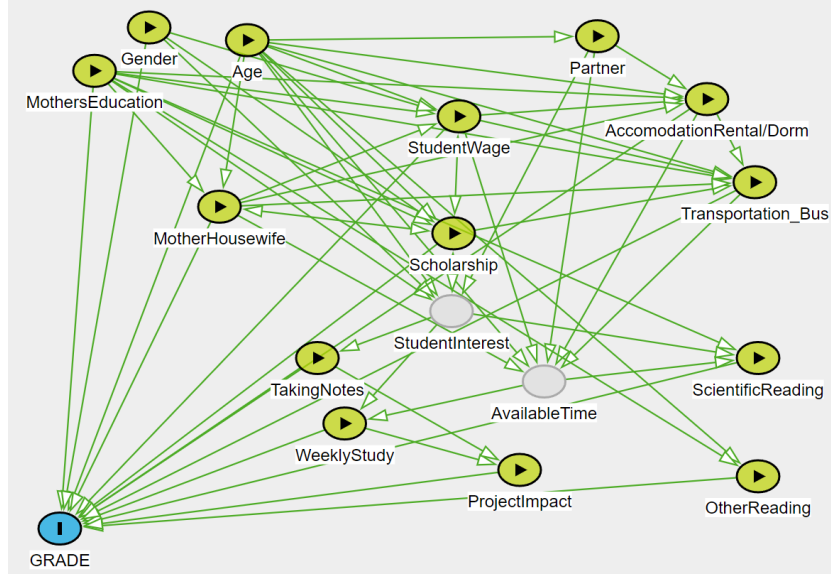 Gender
Age
Partner
MothersEducation
AccomodationRental/Dorm
StudentWage
Transportation_Bus
MotherHousewife
Scholarship
StudentInterest
TakingNotes
ScientificReading
AvailableTime
WeeklyStudy
ProjectImpact
OtherReading
GRADE